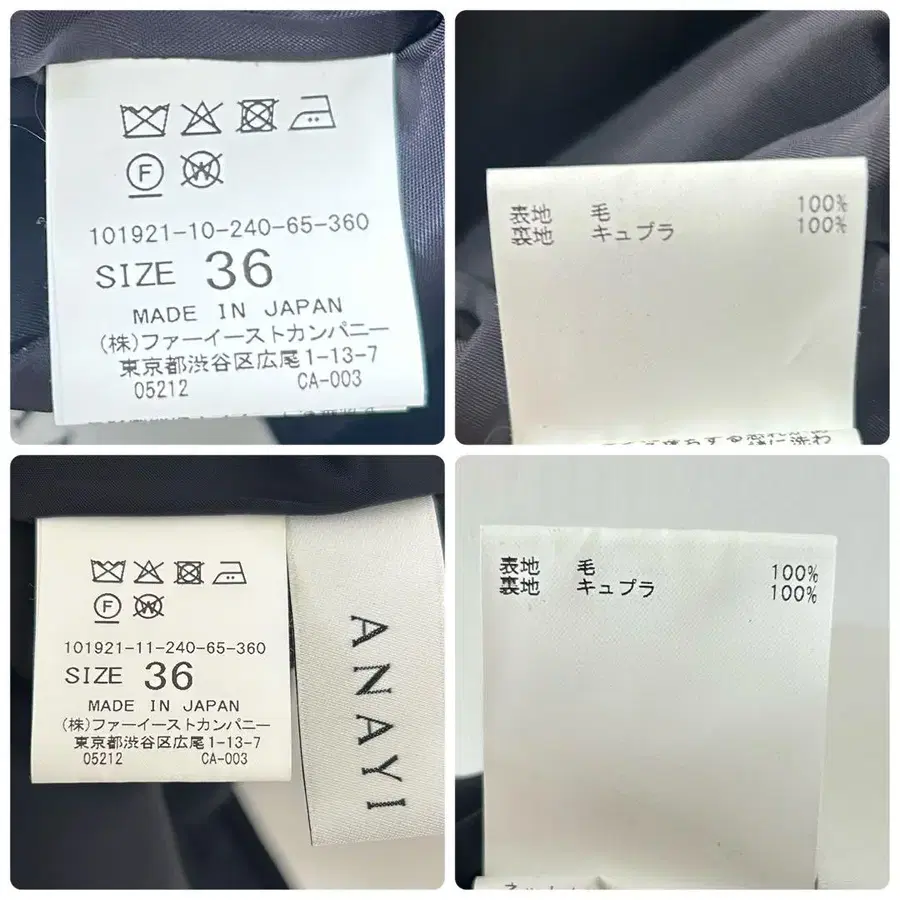 F
W
101921-10-240-65-360
SIZE 36
MADE IN JAPAN
(株)ファーイーストカンパニー
東京都渋谷区広尾1-13-7
05212 CA-003
表地 毛 100%
裏地 キュプラ 100%
F
W
101921-11-240-65-360
SIZE 36
MADE IN JAPAN
(株)ファーイーストカンパニー
東京都渋谷区広尾1-13-7
05212 CA-003
ANAYI
表地 毛 100%
裏地 キュプラ 100%